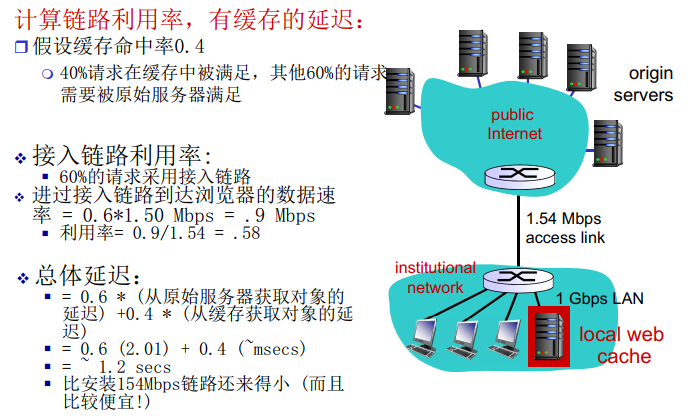 计算链路利用率，有缓存的延迟：
假设缓存命中率0.4
40%请求在缓存中被满足，其他60%的请求
需要被原始服务器满足
接入链路利用率:
60%的请求采用接入链路
进过接入链路到达浏览器的数据速
率 = 0.6*1.50 Mbps = .9 Mbps
利用率= 0.9/1.54 = .58
总体延迟：
= 0.6 * (从原始服务器获取对象的
延迟) +0.4 * (从缓存获取对象的延
迟)
= 0.6 (2.01) + 0.4 (~msecs)
= ~ 1.2 secs
比安装154Mbps链路还来得小 (而且
比较便宜!)
origin
servers
public
Internet
1.54 Mbps
access link
institutional
network
1 Gbps LAN
local web
cache